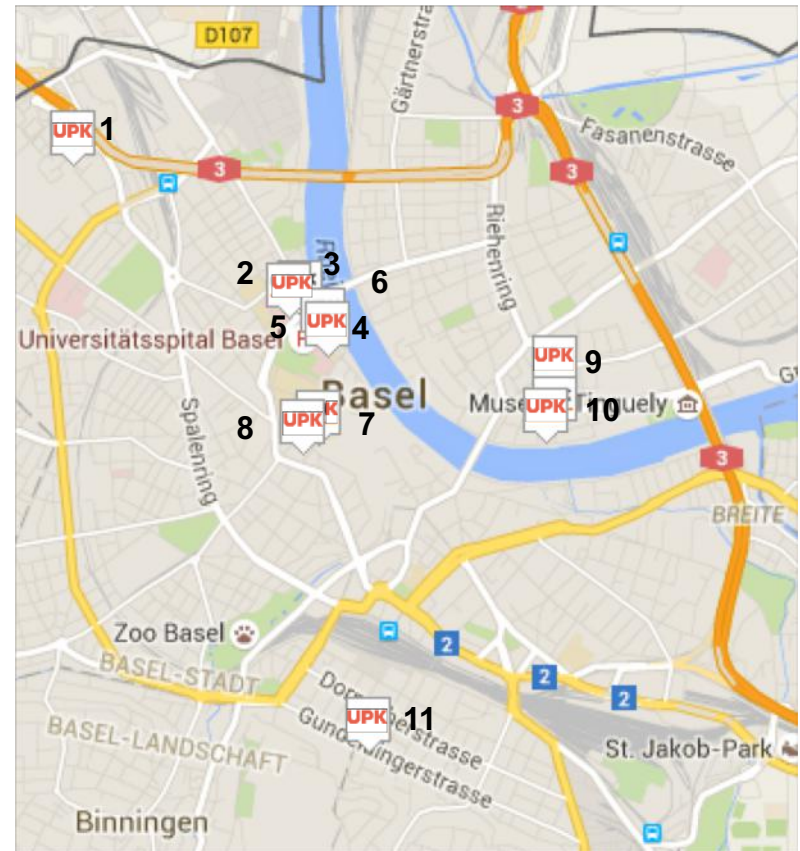 D107
Gärtnerstra
3
UPK 1
Fasanenstrasse
3
3
Riehenring
2 UPK 3
6
5 UPK 4
Universitätsspital Basel
Basel
UPK 9
Spalenring
8 UPK 7
Museum Tinguely
UPK 10
3
BREITE
Zoo Basel
2
BASEL-STADT
2
2
UPK 11
Gundeldingerstrasse
BASEL-LANDSCHAFT
St. Jakob-Park
Binningen